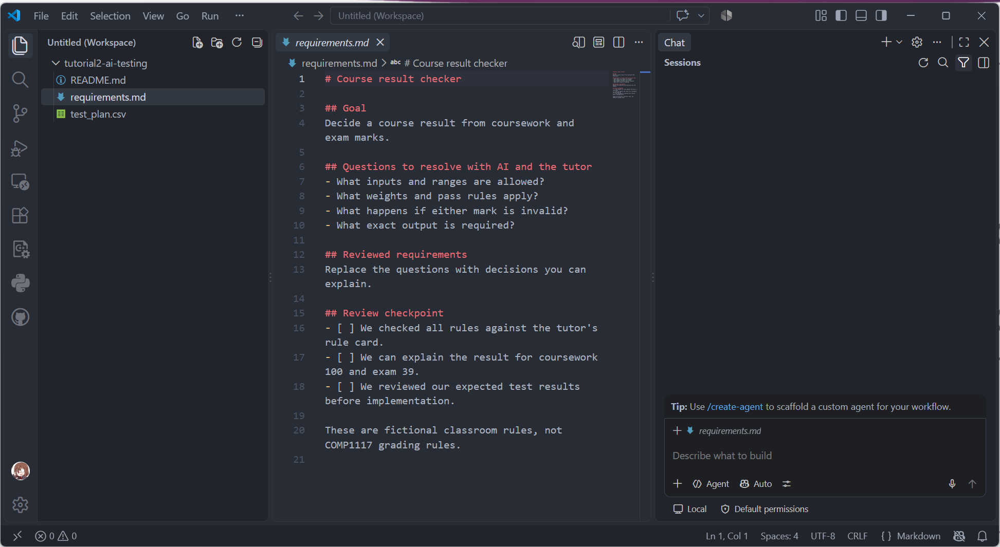 File Edit Selection View Go Run ···
Untitled (Workspace)
Untitled (Workspace)
tutorial2-ai-testing
README.md
requirements.md
test_plan.csv
requirements.md
requirements.md > abc # Course result checker
1 # Course result checker
2
3 ## Goal
4 Decide a course result from coursework and
exam marks.
5
6 ## Questions to resolve with AI and the tutor
7 - What inputs and ranges are allowed?
8 - What weights and pass rules apply?
9 - What happens if either mark is invalid?
10 - What exact output is required?
11
12 ## Reviewed requirements
13 Replace the questions with decisions you can
explain.
14
15 ## Review checkpoint
16 - [ ] We checked all rules against the tutor's
rule card.
17 - [ ] We can explain the result for coursework
100 and exam 39.
18 - [ ] We reviewed our expected test results
before implementation.
19
20 These are fictional classroom rules, not
COMP1117 grading rules.
21
Chat
Sessions
Tip: Use /create-agent to scaffold a custom agent for your workflow.
requirements.md
Describe what to build
Agent Auto
Local Default permissions
0 0
Ln 1, Col 1 Spaces: 4 UTF-8 CRLF { } Markdown